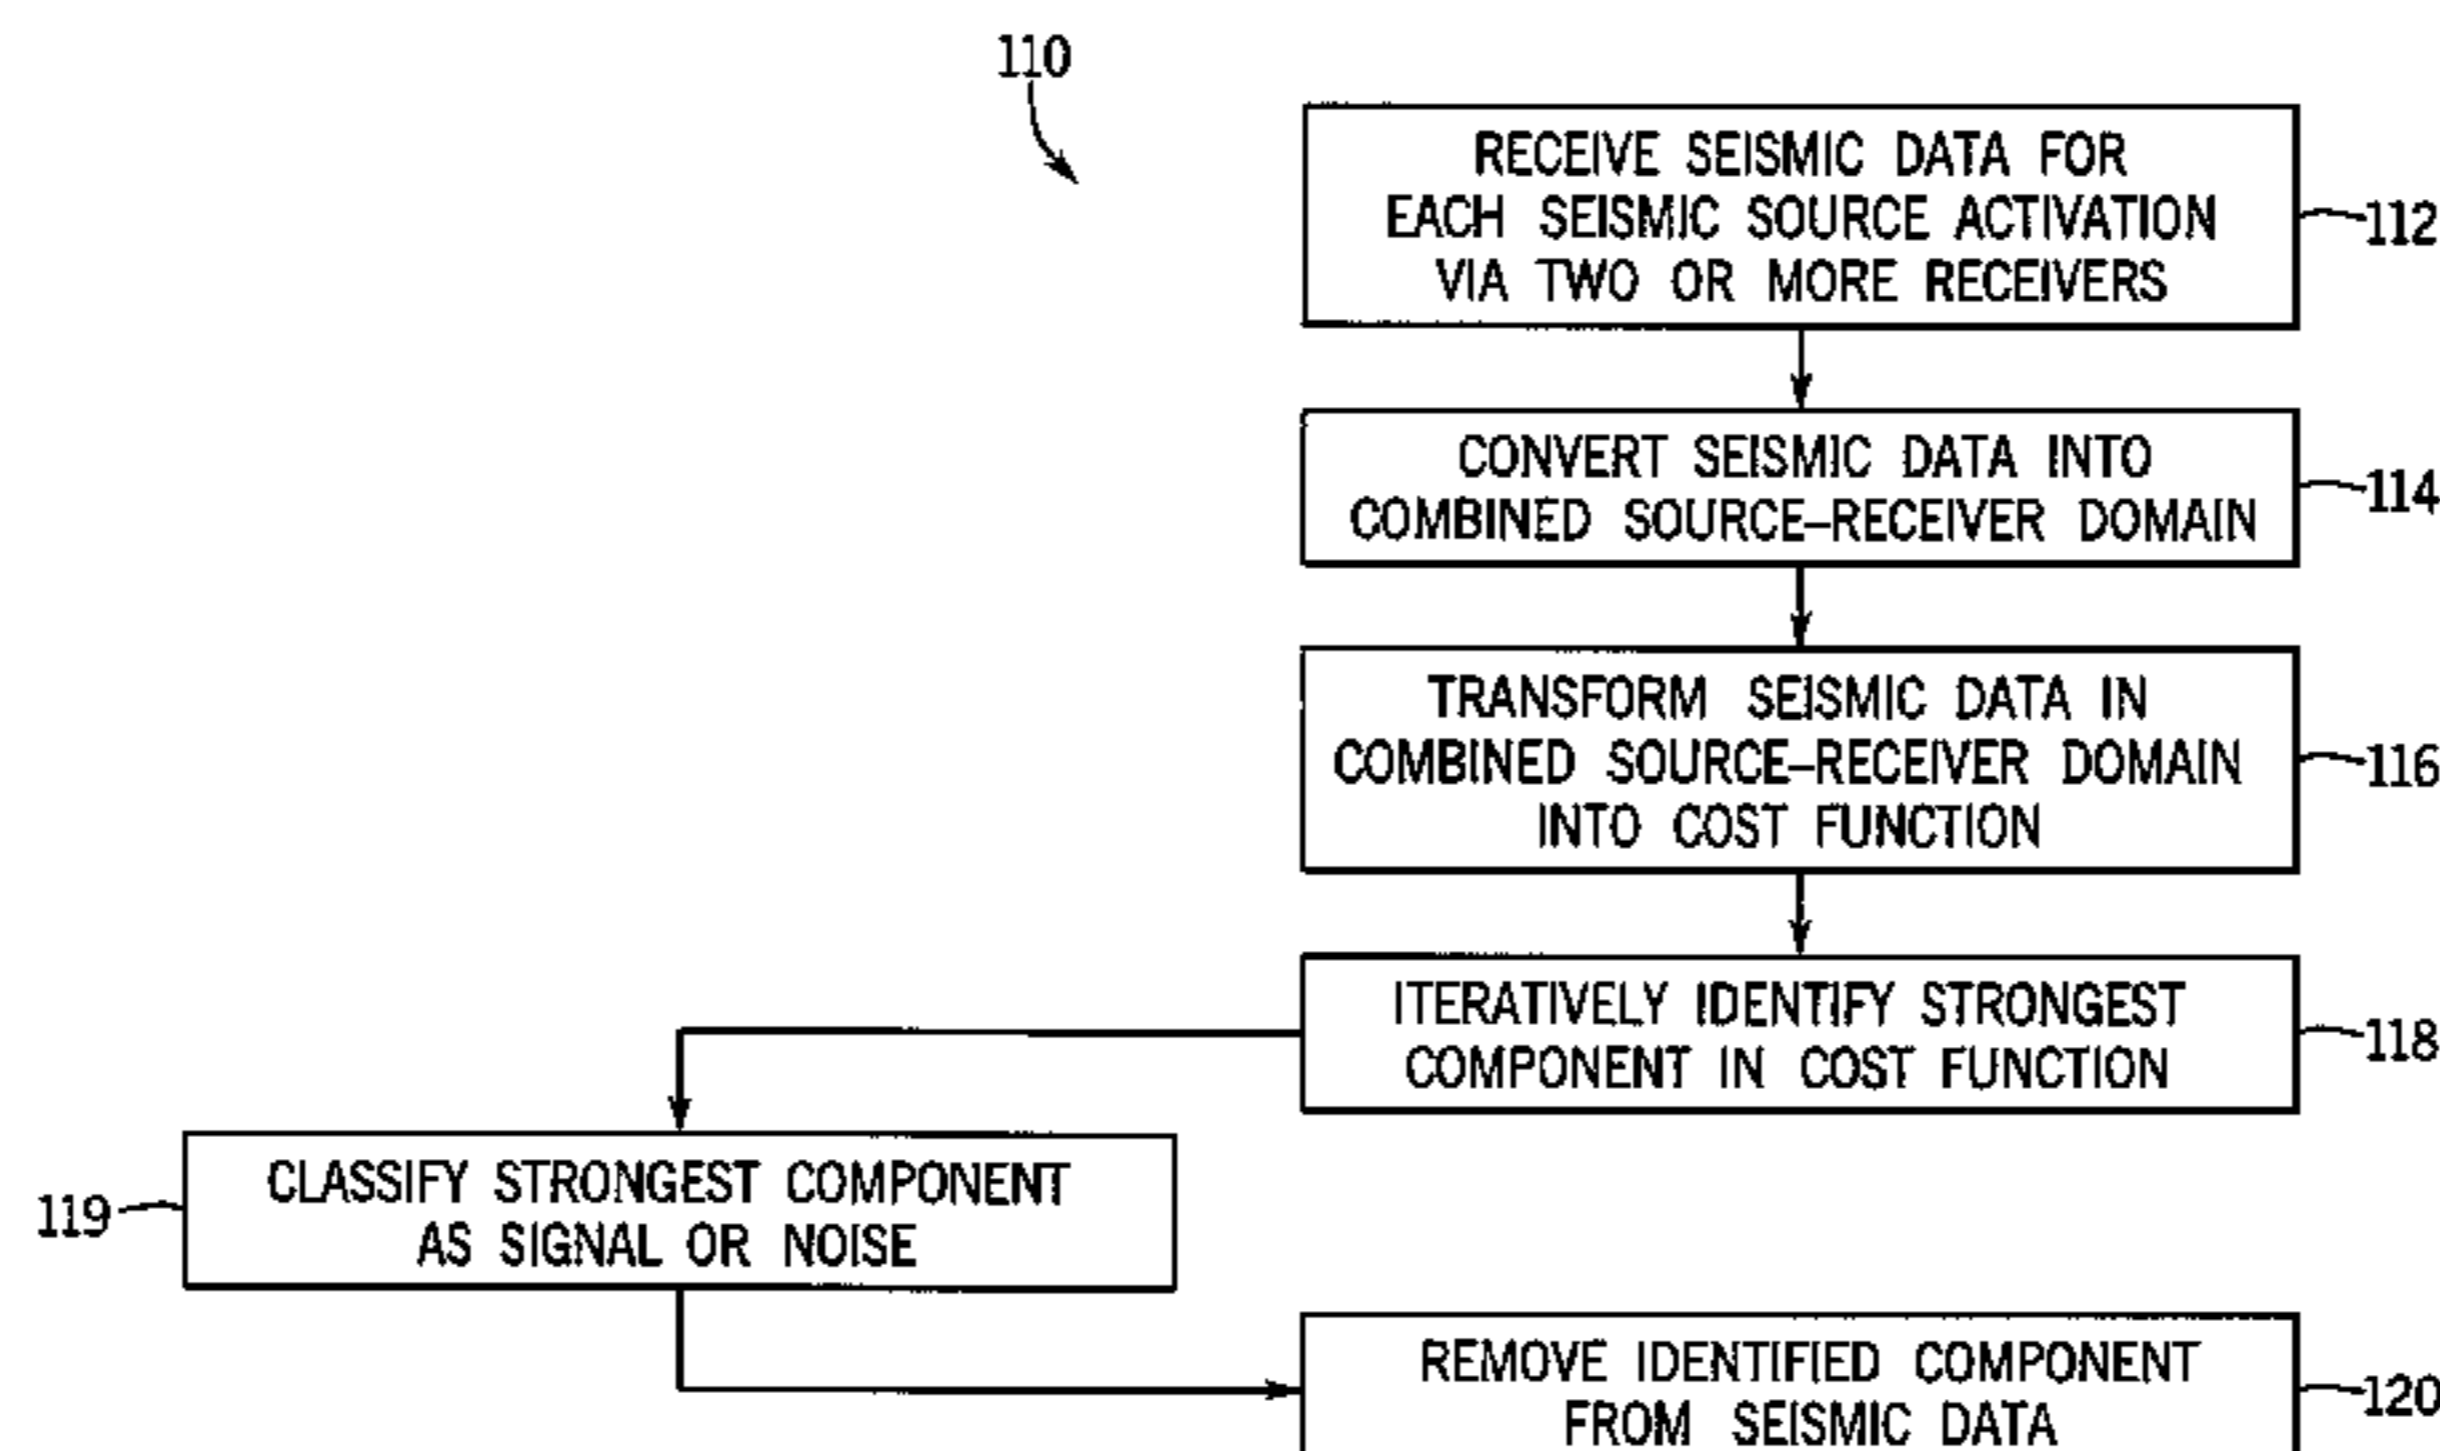 110
RECEIVE SEISMIC DATA FOR
EACH SEISMIC SOURCE ACTIVATION
VIA TWO OR MORE RECEIVERS
112
CONVERT SEISMIC DATA INTO
COMBINED SOURCE–RECEIVER DOMAIN
114
TRANSFORM SEISMIC DATA IN
COMBINED SOURCE–RECEIVER DOMAIN
INTO COST FUNCTION
116
ITERATIVELY IDENTIFY STRONGEST
COMPONENT IN COST FUNCTION
118
119
CLASSIFY STRONGEST COMPONENT
AS SIGNAL OR NOISE
REMOVE IDENTIFIED COMPONENT
FROM SEISMIC DATA
120